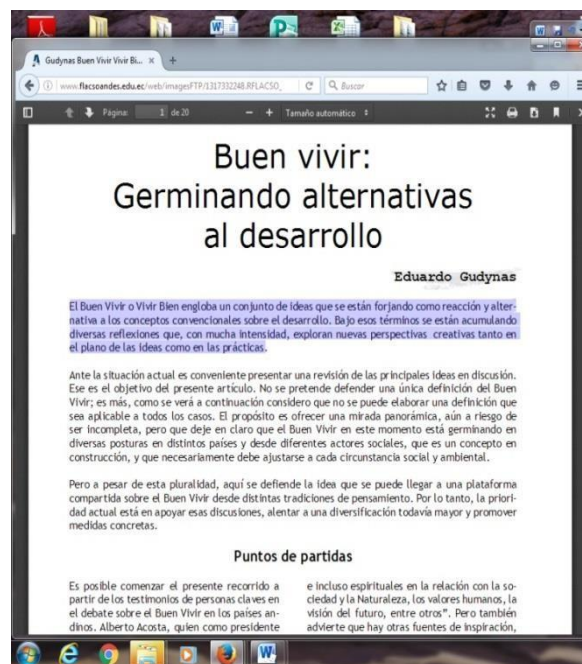 Gudynas Buen Vivir Vivir Bi...
www.flacsoandes.edu.ec/web/imagesFTP/1317332248.RFLACSO_
Buscar
Página: 1 de 20
Tamaño automático
Buen vivir:
Germinando alternativas
al desarrollo
Eduardo Gudynas
El Buen Vivir o Vivir Bien engloba un conjunto de ideas que se están forjando como reacción y alter-
nativa a los conceptos convencionales sobre el desarrollo. Bajo esos términos se están acumulando
diversas reflexiones que, con mucha intensidad, exploran nuevas perspectivas creativas tanto en
el plano de las ideas como en las prácticas.
Ante la situación actual es conveniente presentar una revisión de las principales ideas en discusión.
Ese es el objetivo del presente artículo. No se pretende defender una única definición del Buen
Vivir; es más, como se verá a continuación considero que no se puede elaborar una definición que
sea aplicable a todos los casos. El propósito es ofrecer una mirada panorámica, aún a riesgo de
ser incompleta, pero que deje en claro que el Buen Vivir en este momento está germinando en
diversas posturas en distintos países y desde diferentes actores sociales, que es un concepto en
construcción, y que necesariamente debe ajustarse a cada circunstancia social y ambiental.
Pero a pesar de esta pluralidad, aquí se defiende la idea que se puede llegar a una plataforma
compartida sobre el Buen Vivir desde distintas tradiciones de pensamiento. Por lo tanto, la priori-
dad actual está en apoyar esas discusiones, alentar a una diversificación todavía mayor y promover
medidas concretas.
Puntos de partidas
Es posible comenzar el presente recorrido a
partir de los testimonios de personas claves en
el debate sobre el Buen Vivir en los países an-
dinos. Alberto Acosta, quien como presidente
e incluso espirituales en la relación con la so-
ciedad y la Naturaleza, los valores humanos, la
visión del futuro, entre otros". Pero también
advierte que hay otras fuentes de inspiración,